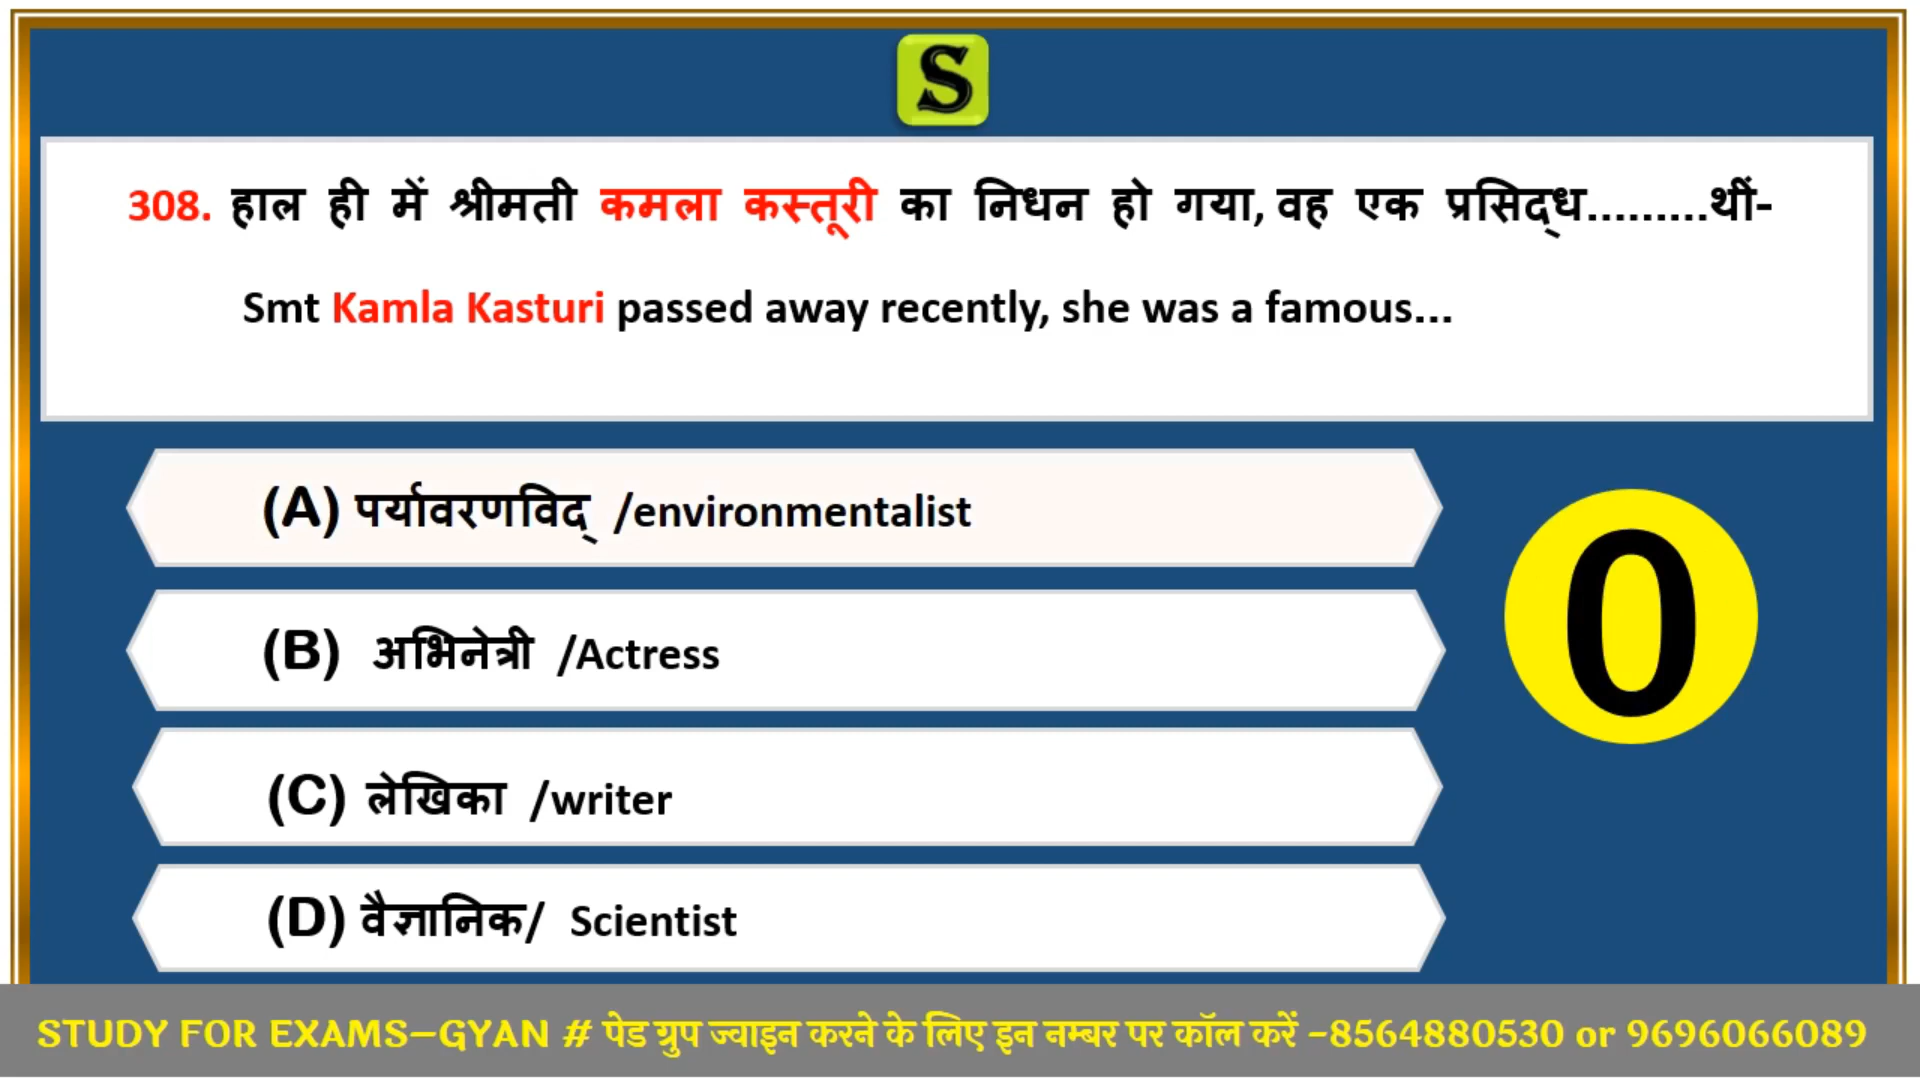 S
308. हाल ही में श्रीमती कमला कस्तूरी का निधन हो गया, वह एक प्रसिद्ध.........थीं-
Smt Kamla Kasturi passed away recently, she was a famous...
(A) पर्यावरणविद् /environmentalist
(B) अभिनेत्री /Actress
0
(C) लेखिका /writer
(D) वैज्ञानिक/ Scientist
STUDY FOR EXAMS-GYAN # पेड ग्रुप ज्वाइन करने के लिए इन नम्बर पर कॉल करें -8564880530 or 9696066089